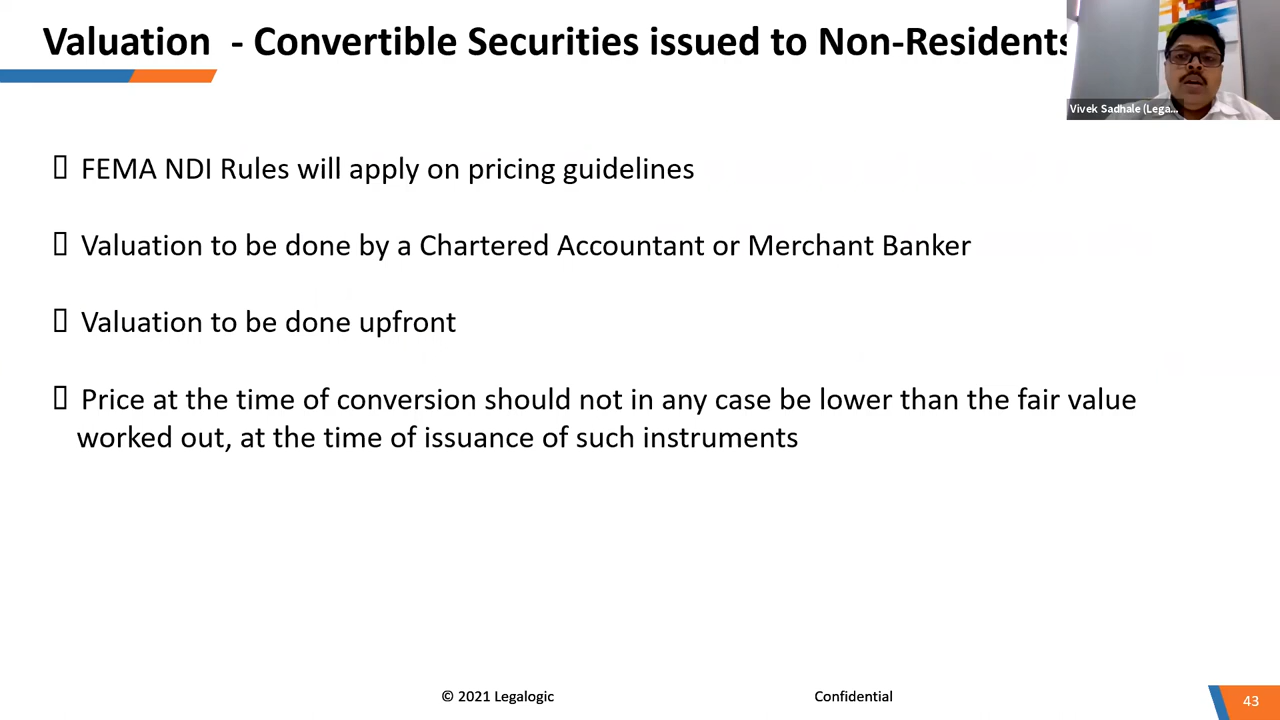 Valuation - Convertible Securities issued to Non-Residents
Vivek Sadhale (Lega...
FEMA NDI Rules will apply on pricing guidelines
Valuation to be done by a Chartered Accountant or Merchant Banker
Valuation to be done upfront
Price at the time of conversion should not in any case be lower than the fair value
worked out, at the time of issuance of such instruments
© 2021 Legalogic
Confidential
43